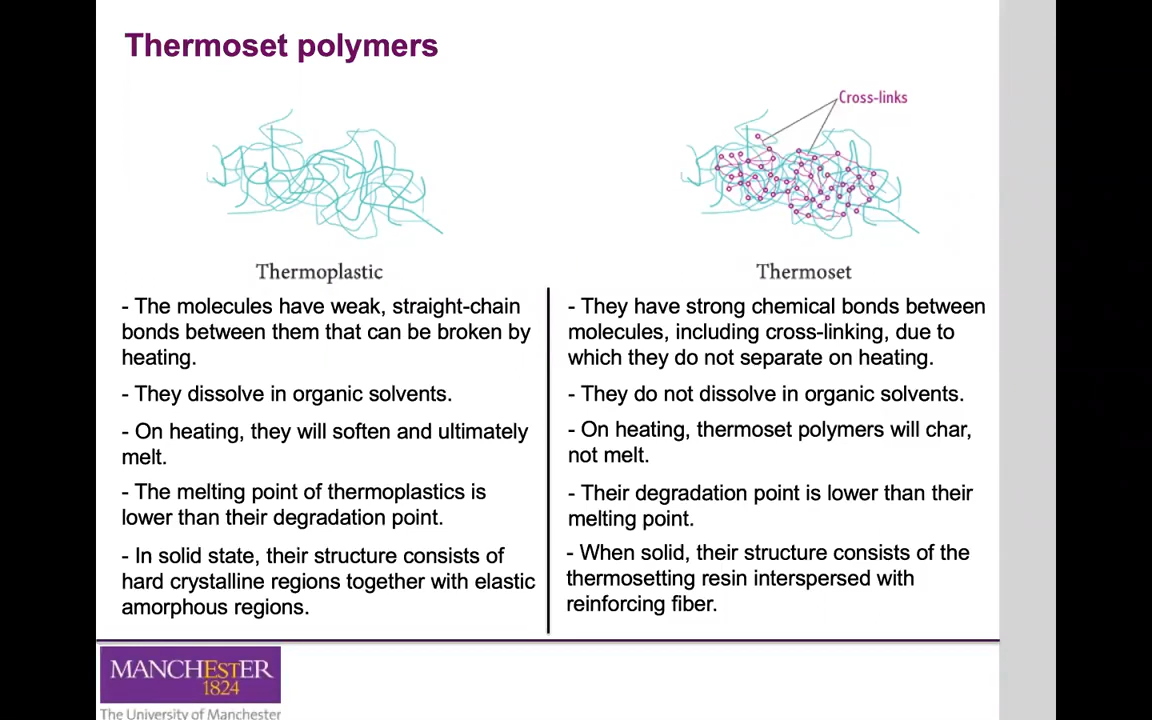 Thermoset polymers
Cross-links
Thermoplastic
- The molecules have weak, straight-chain
bonds between them that can be broken by
heating.
- They dissolve in organic solvents.
- On heating, they will soften and ultimately
melt.
- The melting point of thermoplastics is
lower than their degradation point.
- In solid state, their structure consists of
hard crystalline regions together with elastic
amorphous regions.
Thermoset
- They have strong chemical bonds between
molecules, including cross-linking, due to
which they do not separate on heating.
- They do not dissolve in organic solvents.
- On heating, thermoset polymers will char,
not melt.
- Their degradation point is lower than their
melting point.
- When solid, their structure consists of the
thermosetting resin interspersed with
reinforcing fiber.
MANCHESTER
1824
The University of Manchester